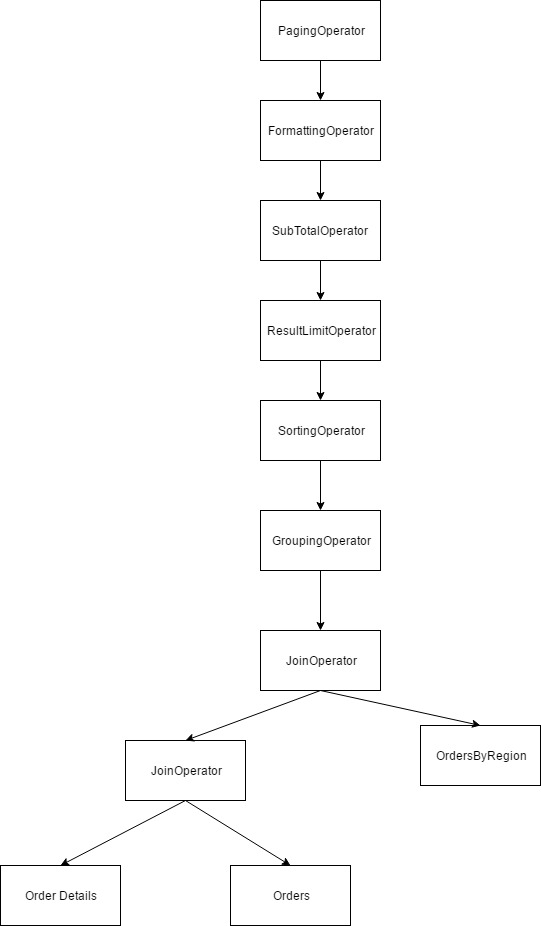 PagingOperator
FormattingOperator
SubTotalOperator
ResultLimitOperator
SortingOperator
GroupingOperator
JoinOperator
OrdersByRegion
JoinOperator
Order Details
Orders